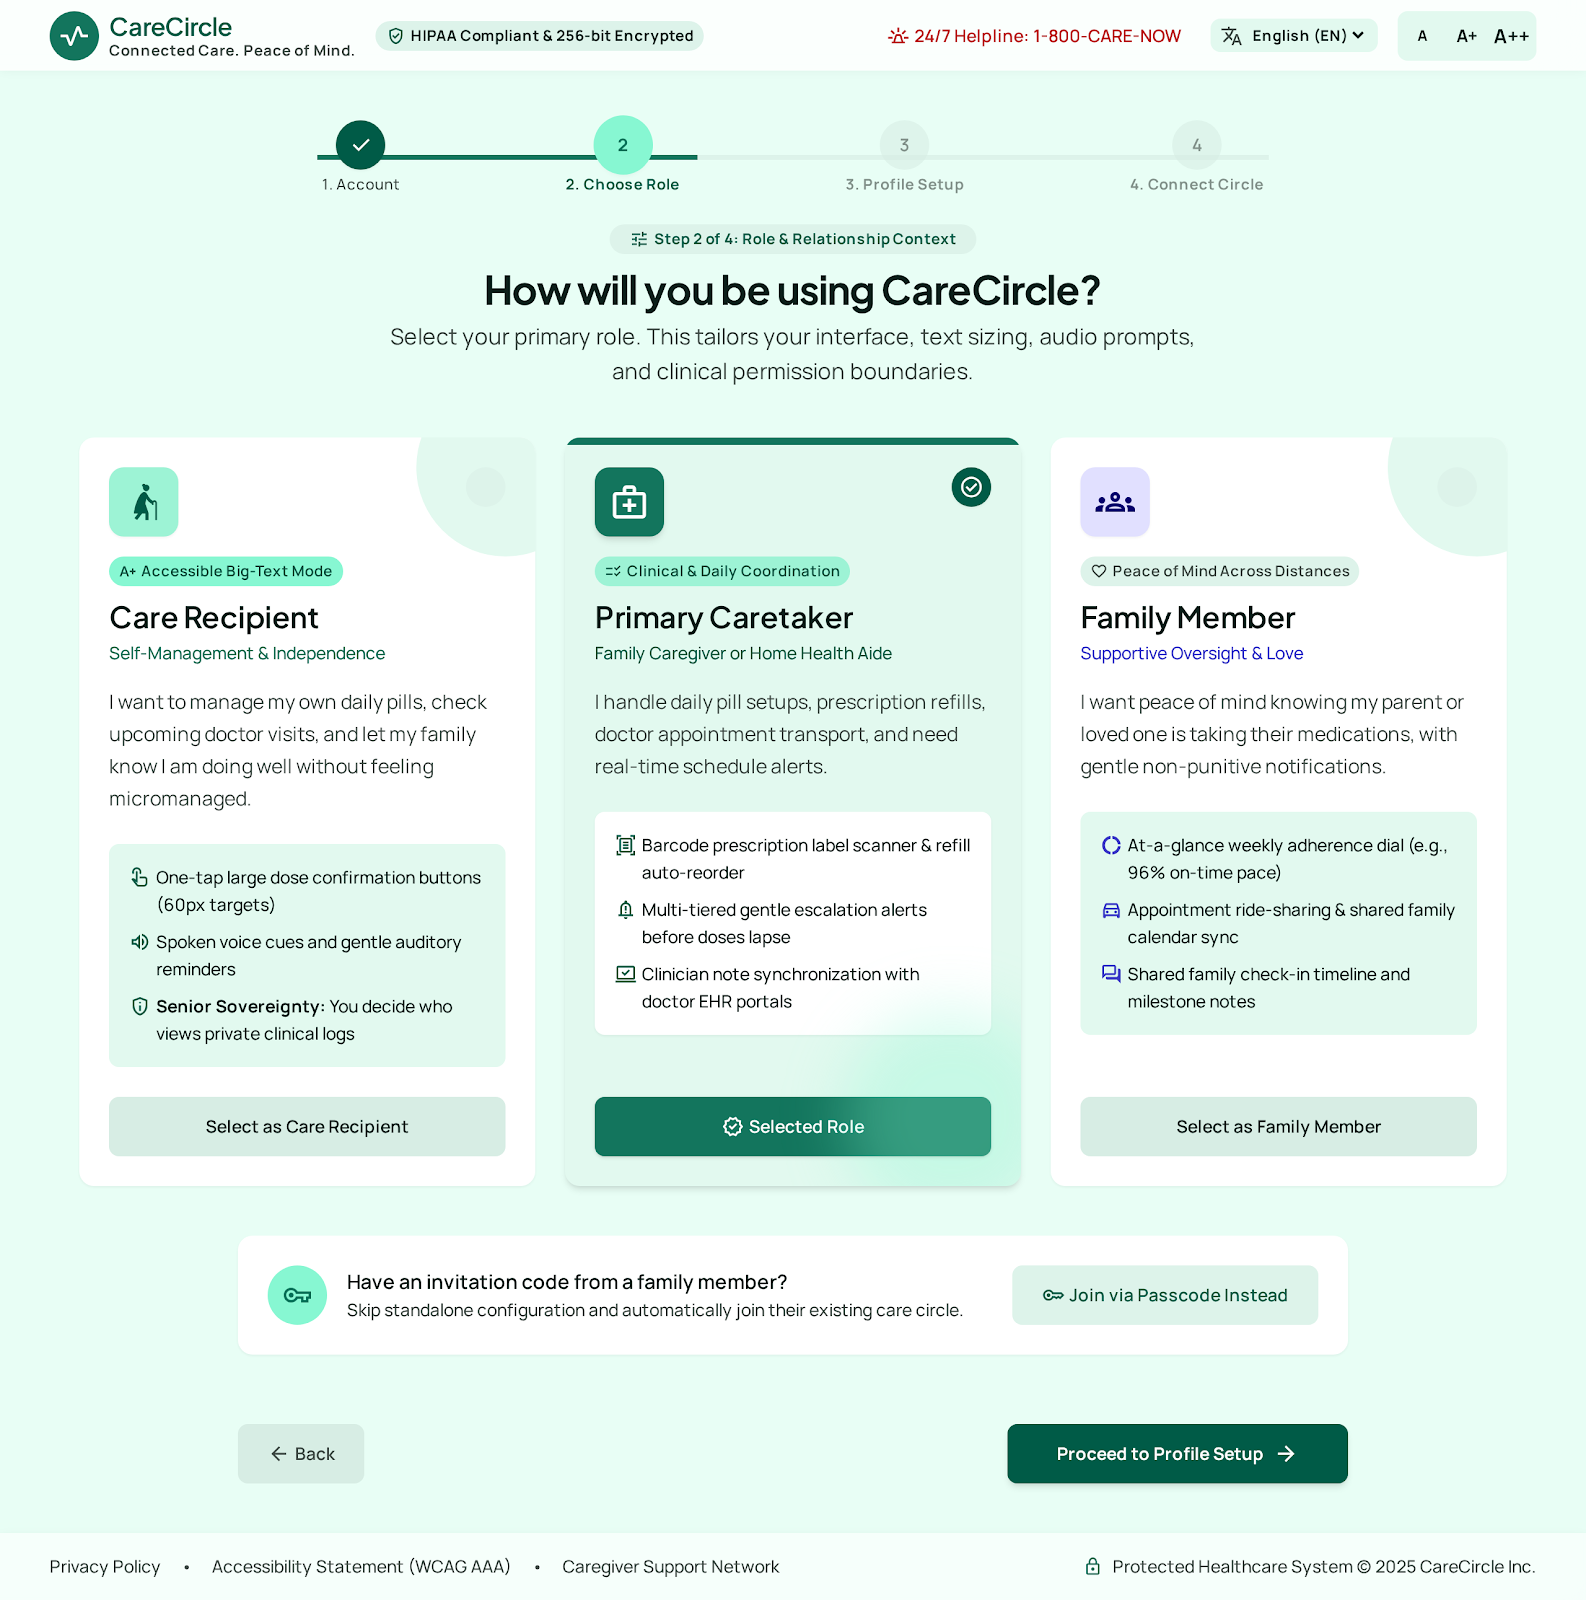 CareCircle
Connected Care. Peace of Mind.
HIPAA Compliant & 256-bit Encrypted
24/7 Helpline: 1-800-CARE-NOW
English (EN)
A A+ A++
2
3
4
1. Account
2. Choose Role
3. Profile Setup
4. Connect Circle
Step 2 of 4: Role & Relationship Context
How will you be using CareCircle?
Select your primary role. This tailors your interface, text sizing, audio prompts,
and clinical permission boundaries.
A+ Accessible Big-Text Mode
Care Recipient
Self-Management & Independence
I want to manage my own daily pills, check
upcoming doctor visits, and let my family
know I am doing well without feeling
micromanaged.
One-tap large dose confirmation buttons
(60px targets)
Spoken voice cues and gentle auditory
reminders
Senior Sovereignty: You decide who
views private clinical logs
Select as Care Recipient
Clinical & Daily Coordination
Primary Caretaker
Family Caregiver or Home Health Aide
I handle daily pill setups, prescription refills,
doctor appointment transport, and need
real-time schedule alerts.
Barcode prescription label scanner & refill
auto-reorder
Multi-tiered gentle escalation alerts
before doses lapse
Clinician note synchronization with
doctor EHR portals
Selected Role
Peace of Mind Across Distances
Family Member
Supportive Oversight & Love
I want peace of mind knowing my parent or
loved one is taking their medications, with
gentle non-punitive notifications.
At-a-glance weekly adherence dial (e.g.,
96% on-time pace)
Appointment ride-sharing & shared family
calendar sync
Shared family check-in timeline and
milestone notes
Select as Family Member
Have an invitation code from a family member?
Skip standalone configuration and automatically join their existing care circle.
Join via Passcode Instead
Back
Proceed to Profile Setup
Privacy Policy • Accessibility Statement (WCAG AAA) • Caregiver Support Network
Protected Healthcare System © 2025 CareCircle Inc.